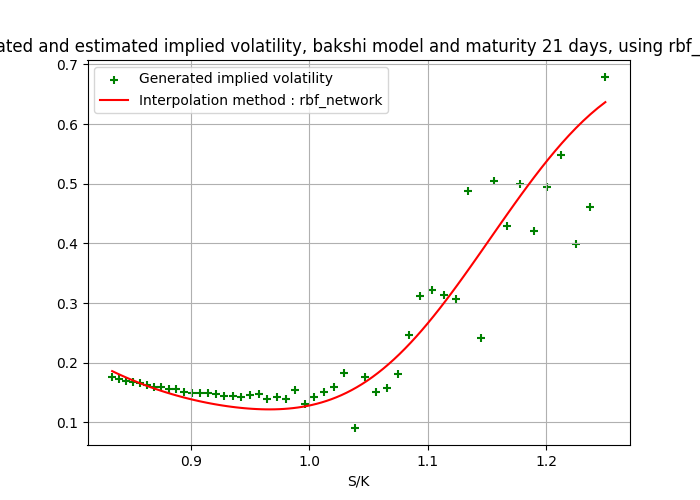 and estimated implied volatility, bakshi model and maturity 21 days, using
Generated implied volatility
Interpolation method : rbf_network
0.7
0.6
0.5
0.4
0.3
0.2
0.1
0.9
1.0
1.1
1.2
S/K